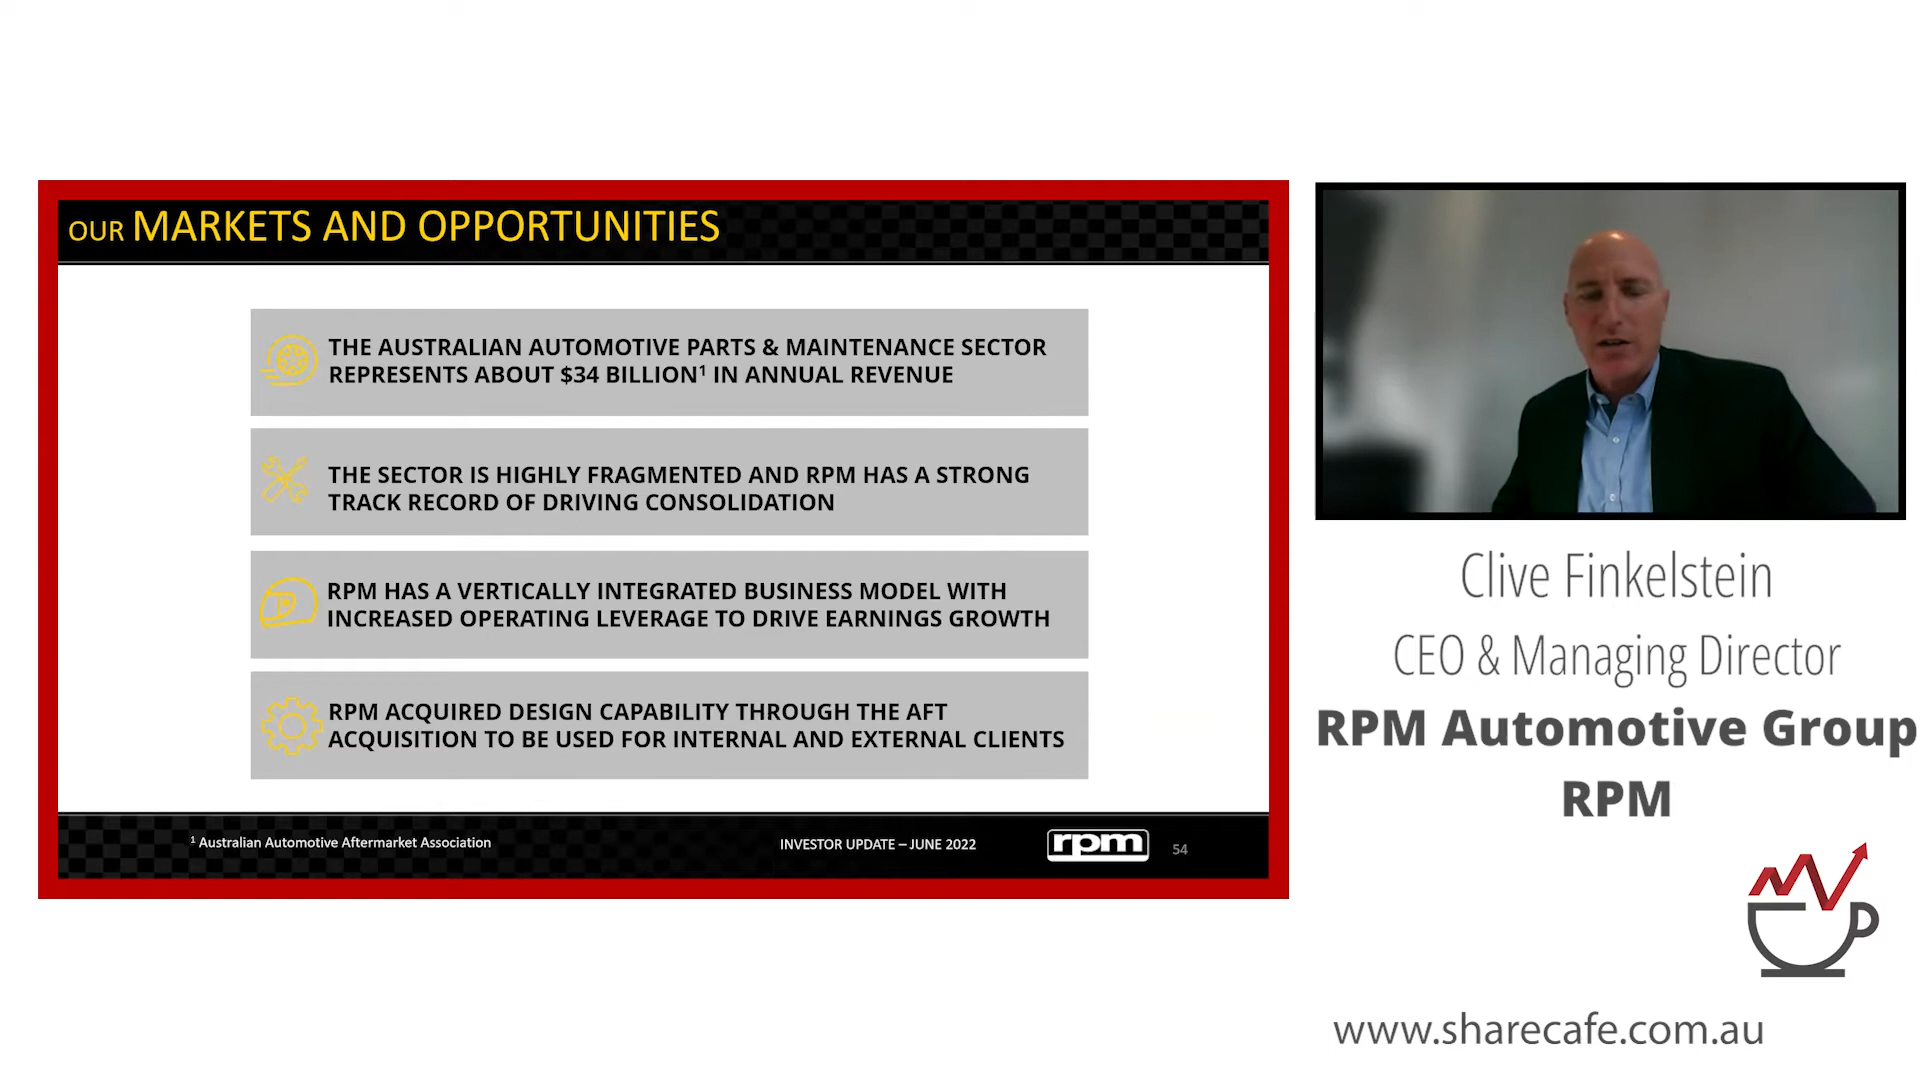 OUR MARKETS AND OPPORTUNITIES
THE AUSTRALIAN AUTOMOTIVE PARTS & MAINTENANCE SECTOR
REPRESENTS ABOUT $34 BILLION¹ IN ANNUAL REVENUE
THE SECTOR IS HIGHLY FRAGMENTED AND RPM HAS A STRONG
TRACK RECORD OF DRIVING CONSOLIDATION
RPM HAS A VERTICALLY INTEGRATED BUSINESS MODEL WITH
INCREASED OPERATING LEVERAGE TO DRIVE EARNINGS GROWTH
RPM ACQUIRED DESIGN CAPABILITY THROUGH THE AFT
ACQUISITION TO BE USED FOR INTERNAL AND EXTERNAL CLIENTS
¹ Australian Automotive Aftermarket Association
INVESTOR UPDATE – JUNE 2022
rpm
54
Clive Finkelstein
CEO & Managing Director
RPM Automotive Group
RPM
www.sharecafe.com.au